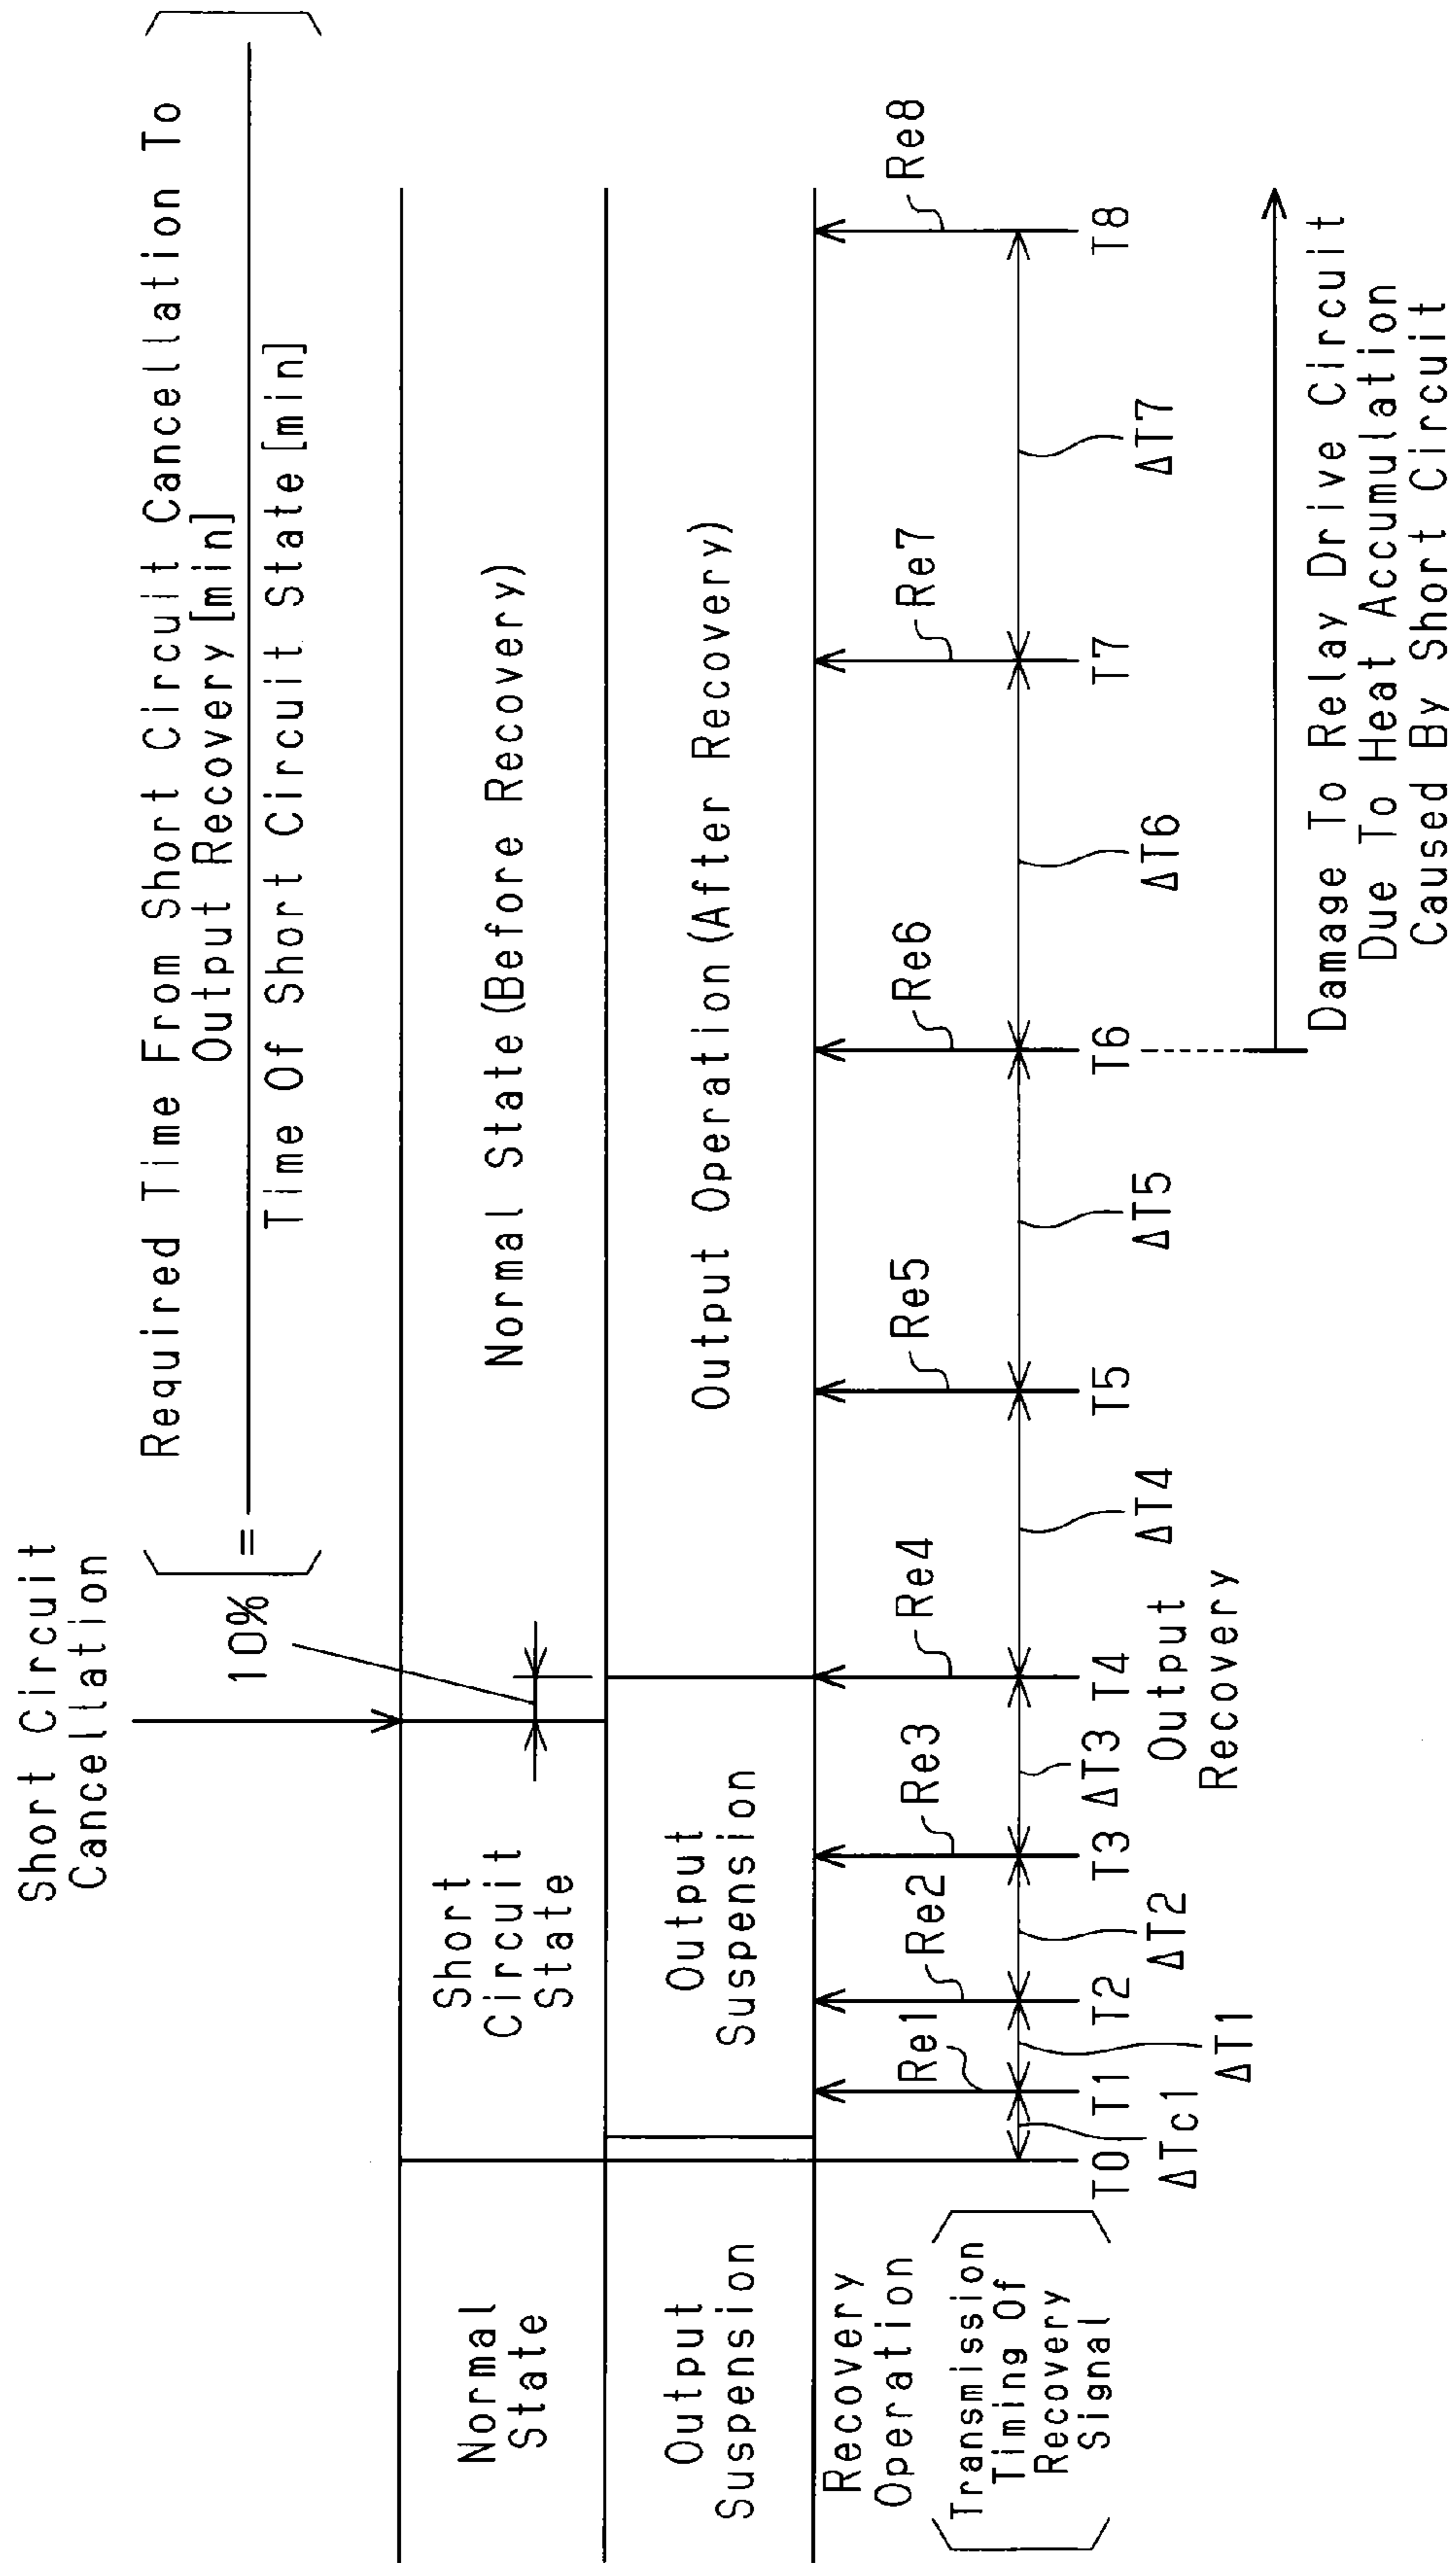 Short Circuit
Cancellation
10%
=
Required Time From Short Circuit Cancellation To
Output Recovery[min]
Time Of Short Circuit State[min]
Normal
State
Short
Circuit
State
Normal State(Before Recovery)
Output
Suspension
Output
Suspension
Output Operation(After Recovery)
Recovery
Operation
Transmission
Timing Of
Recovery
Signal
Re1
Re2
Re3
Re4
Re5
Re6
Re7
Re8
T0
T1
T2
T3
ΔT3
T4
T5
T6
T7
T8
ΔTc1
ΔT1
ΔT2
Output
Recovery
ΔT4
ΔT5
ΔT6
ΔT7
Damage To Relay Drive Circuit
Due To Heat Accumulation
Caused By Short Circuit